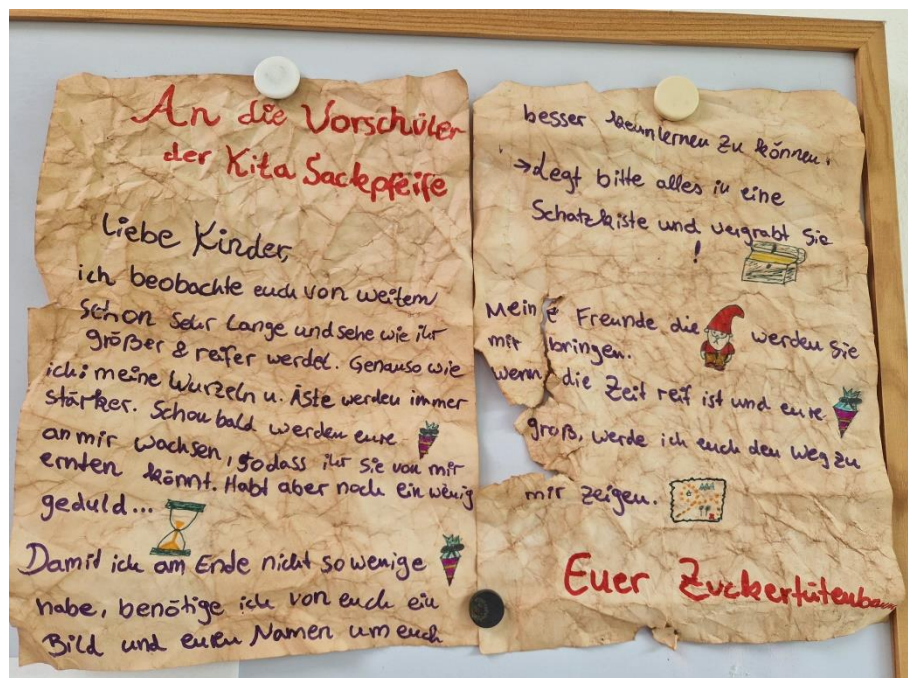 An die Vorschüler
der Kita Sackpfeife
Liebe Kinder,
ich beobachte euch von weitem
schon sehr lange und sehe wie ihr
größer & reifer werdet. Genauso wie
ich: meine Wurzeln u. Äste werden immer
stärker. Schon bald werden eure
an mir wachsen, sodass ihr sie von mir
ernten könnt. Habt aber noch ein wenig
geduld...
Damit ich am Ende nicht so wenige
habe, benötige ich von euch ein
Bild und euren Namen um euch
besser kennlernen zu können.
→Legt bitte alles in eine
Schatzkiste und vergrabt Sie
!
Meine Freunde die werden Sie
mir bringen.
wenn die Zeit reif ist und eure
groß, werde ich euch den Weg zu
mir zeigen.
Euer Zuckertütenbaum